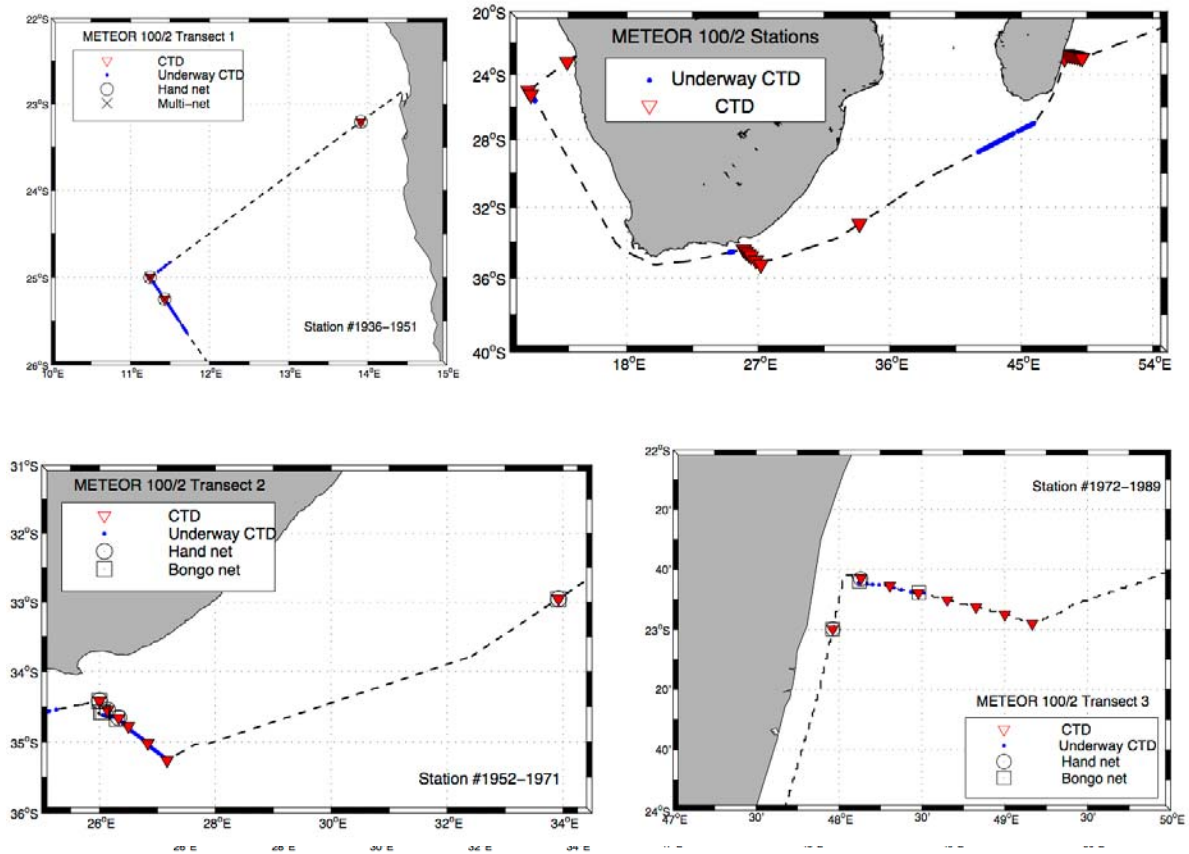 22°S
METEOR 100/2 Transect 1
CTD
Underway CTD
Hand net
Multi-net
23°S
24°S
25°S
Station #1936−1951
26°S
10°E 11°E 12°E 13°E 14°E 15°E
20°S
METEOR 100/2 Stations
Underway CTD
CTD
24°S
28°S
32°S
36°S
40°S
18°E 27°E 36°E 45°E 54°E
31°S
METEOR 100/2 Transect 2
CTD
Underway CTD
Hand net
Bongo net
32°S
33°S
34°S
35°S
Station #1952−1971
36°S
26°E 28°E 30°E 32°E 34°E
22°S
Station #1972−1989
20'
40'
23°S
20'
METEOR 100/2 Transect 3
CTD
Underway CTD
Hand net
Bongo net
40'
24°S
47°E 30' 48°E 30' 49°E 30' 50°E